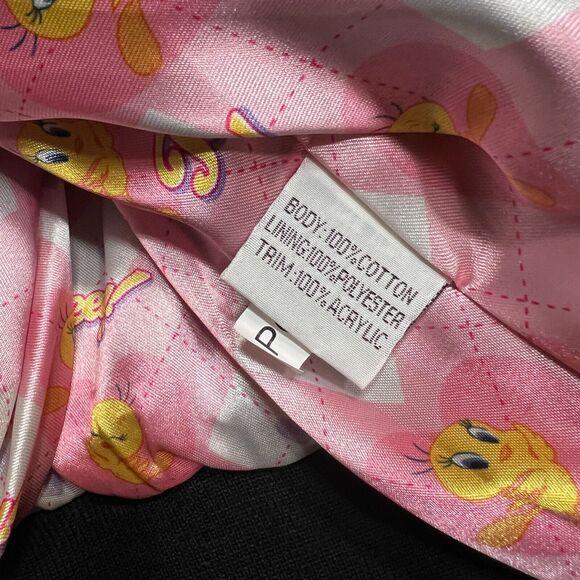 BODY:100%COTTON
LINING:100%POLYESTER
TRIM:100%ACRYLIC
P